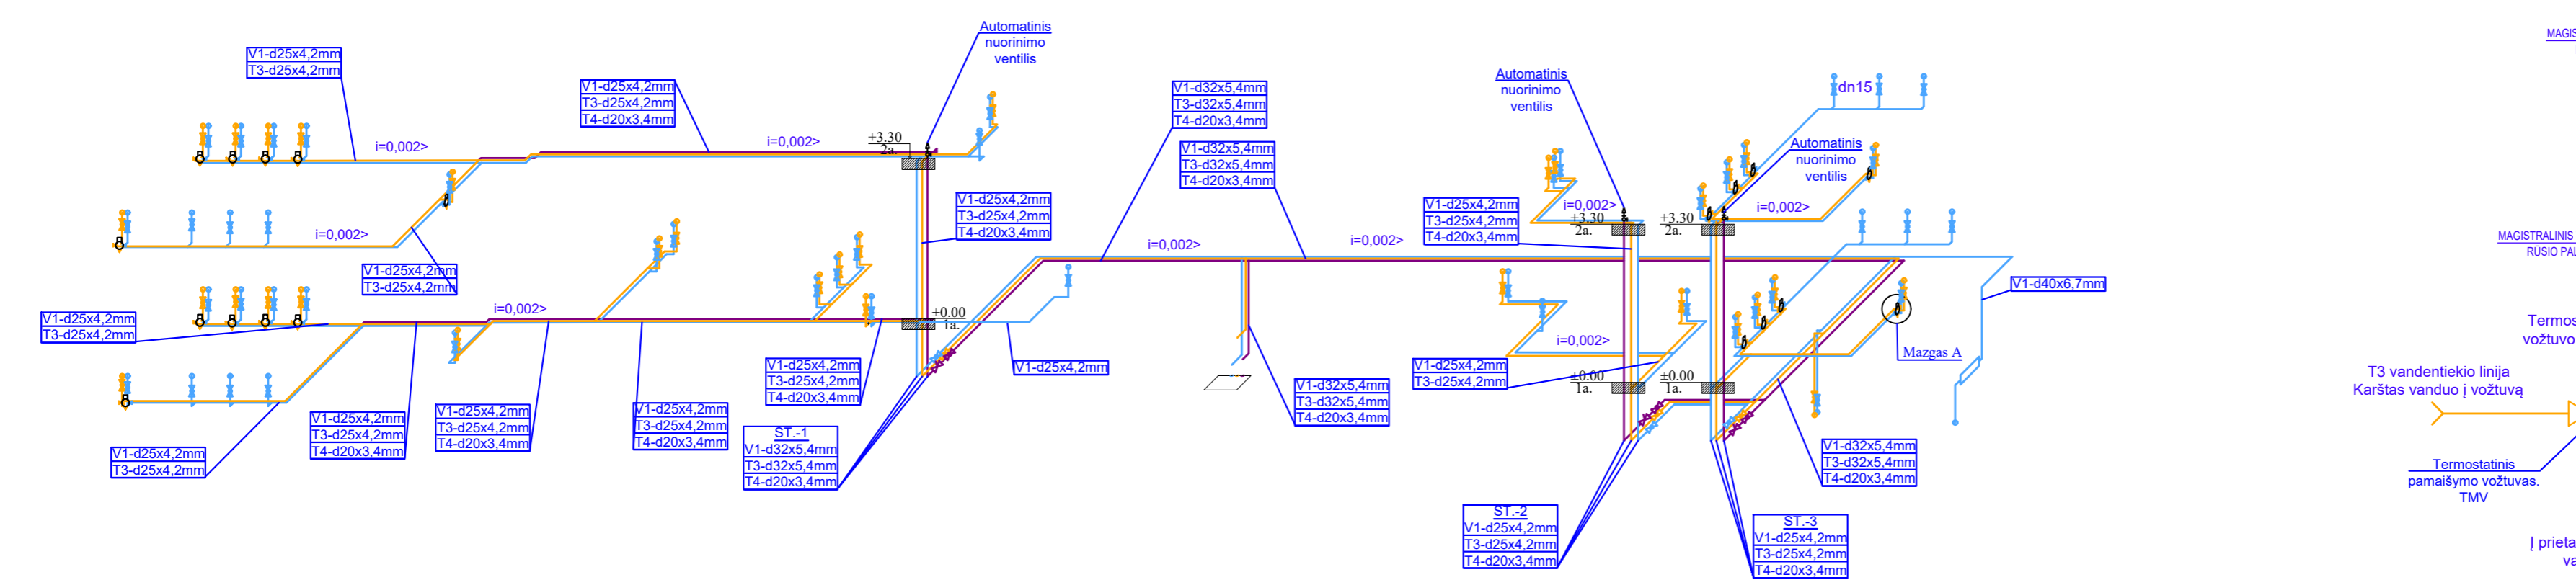 V1-d25x4,2mm
T3-d25x4,2mm
i=0,002>
V1-d25x4,2mm
T3-d25x4,2mm
T4-d20x3,4mm
i=0,002>
Automatinis
nuorinimo
ventilis
+3.30
2a.
i=0,002>
V1-d25x4,2mm
T3-d25x4,2mm
V1-d25x4,2mm
T3-d25x4,2mm
T4-d20x3,4mm
V1-d32x5,4mm
T3-d32x5,4mm
T4-d20x3,4mm
V1-d32x5,4mm
T3-d32x5,4mm
T4-d20x3,4mm
i=0,002>
i=0,002>
V1-d25x4,2mm
T3-d25x4,2mm
i=0,002>
±0.00
1a.
V1-d25x4,2mm
T3-d25x4,2mm
V1-d25x4,2mm
T3-d25x4,2mm
T4-d20x3,4mm
V1-d25x4,2mm
T3-d25x4,2mm
T4-d20x3,4mm
V1-d25x4,2mm
T3-d25x4,2mm
T4-d20x3,4mm
V1-d25x4,2mm
T3-d25x4,2mm
T4-d20x3,4mm
ST.-1
V1-d32x5,4mm
T3-d32x5,4mm
T4-d20x3,4mm
V1-d25x4,2mm
V1-d32x5,4mm
T3-d32x5,4mm
T4-d20x3,4mm
Automatinis
nuorinimo
ventilis
dn15
Automatinis
nuorinimo
ventilis
V1-d25x4,2mm
T3-d25x4,2mm
T4-d20x3,4mm
i=0,002>
+3.30
2a.
+3.30
2a.
i=0,002>
V1-d40x6,7mm
i=0,002>
V1-d25x4,2mm
T3-d25x4,2mm
±0.00
1a.
±0.00
1a.
Mazgas A
V1-d32x5,4mm
T3-d32x5,4mm
T4-d20x3,4mm
ST.-2
V1-d25x4,2mm
T3-d25x4,2mm
T4-d20x3,4mm
ST.-3
V1-d25x4,2mm
T3-d25x4,2mm
T4-d20x3,4mm
MAGISTRALINIS
T3 vandentiekio linija
Karštas vanduo į vožtuvą
Termostatinis
pamaišymo vožtuvas.
TMV